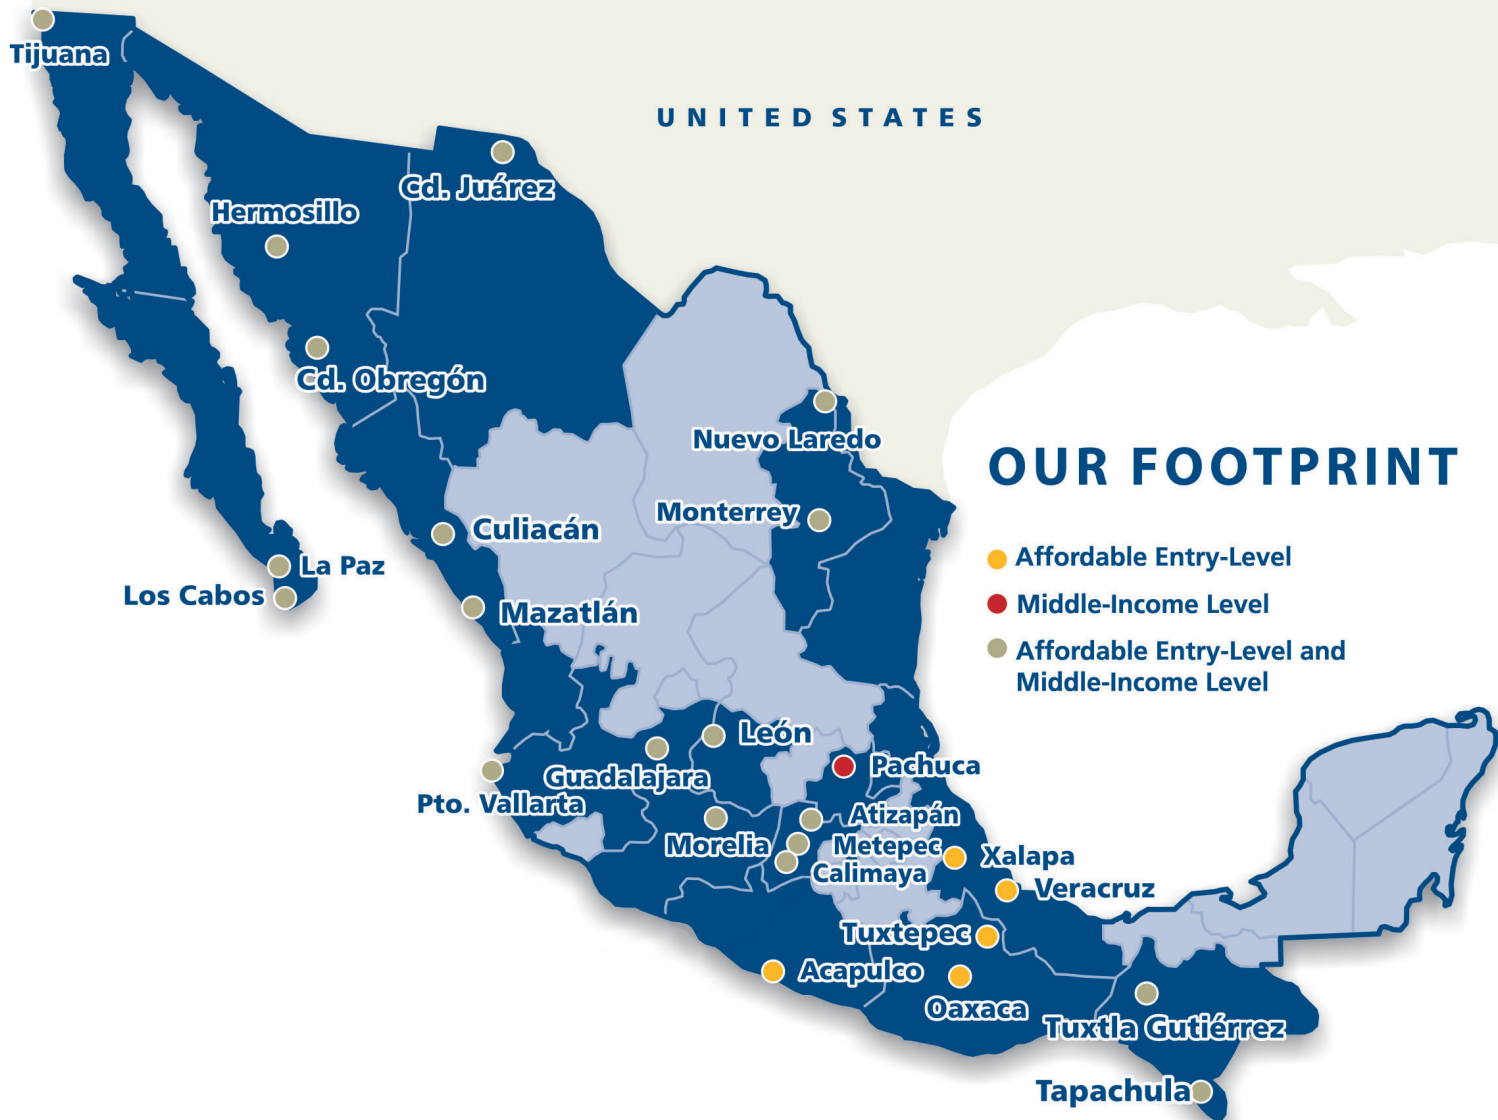 Tijuana
UNITED STATES
Cd. Juárez
Hermosillo
Cd. Obregón
Nuevo Laredo
OUR FOOTPRINT
Monterrey
Culiacán
Affordable Entry-Level
La Paz
Los Cabos
Mazatlán
Middle-Income Level
Affordable Entry-Level and
Middle-Income Level
León
Guadalajara
Pachuca
Pto. Vallarta
Atizapán
Morelia
Metepec
Xalapa
Calimaya
Veracruz
Tuxtepec
Acapulco
Oaxaca
Tuxtla Gutiérrez
Tapachula